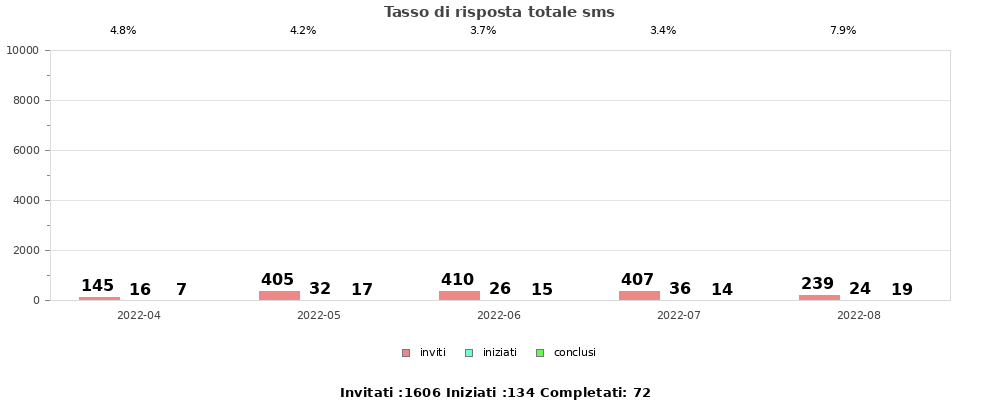 Tasso di risposta totale sms
4.8% 4.2% 3.7% 3.4% 7.9%
10000
8000
6000
4000
2000
0
145 16 7 405 32 17 410 26 15 407 36 14 239 24 19
2022-04 2022-05 2022-06 2022-07 2022-08
inviti iniziati conclusi
Invitati :1606 Iniziati :134 Completati: 72